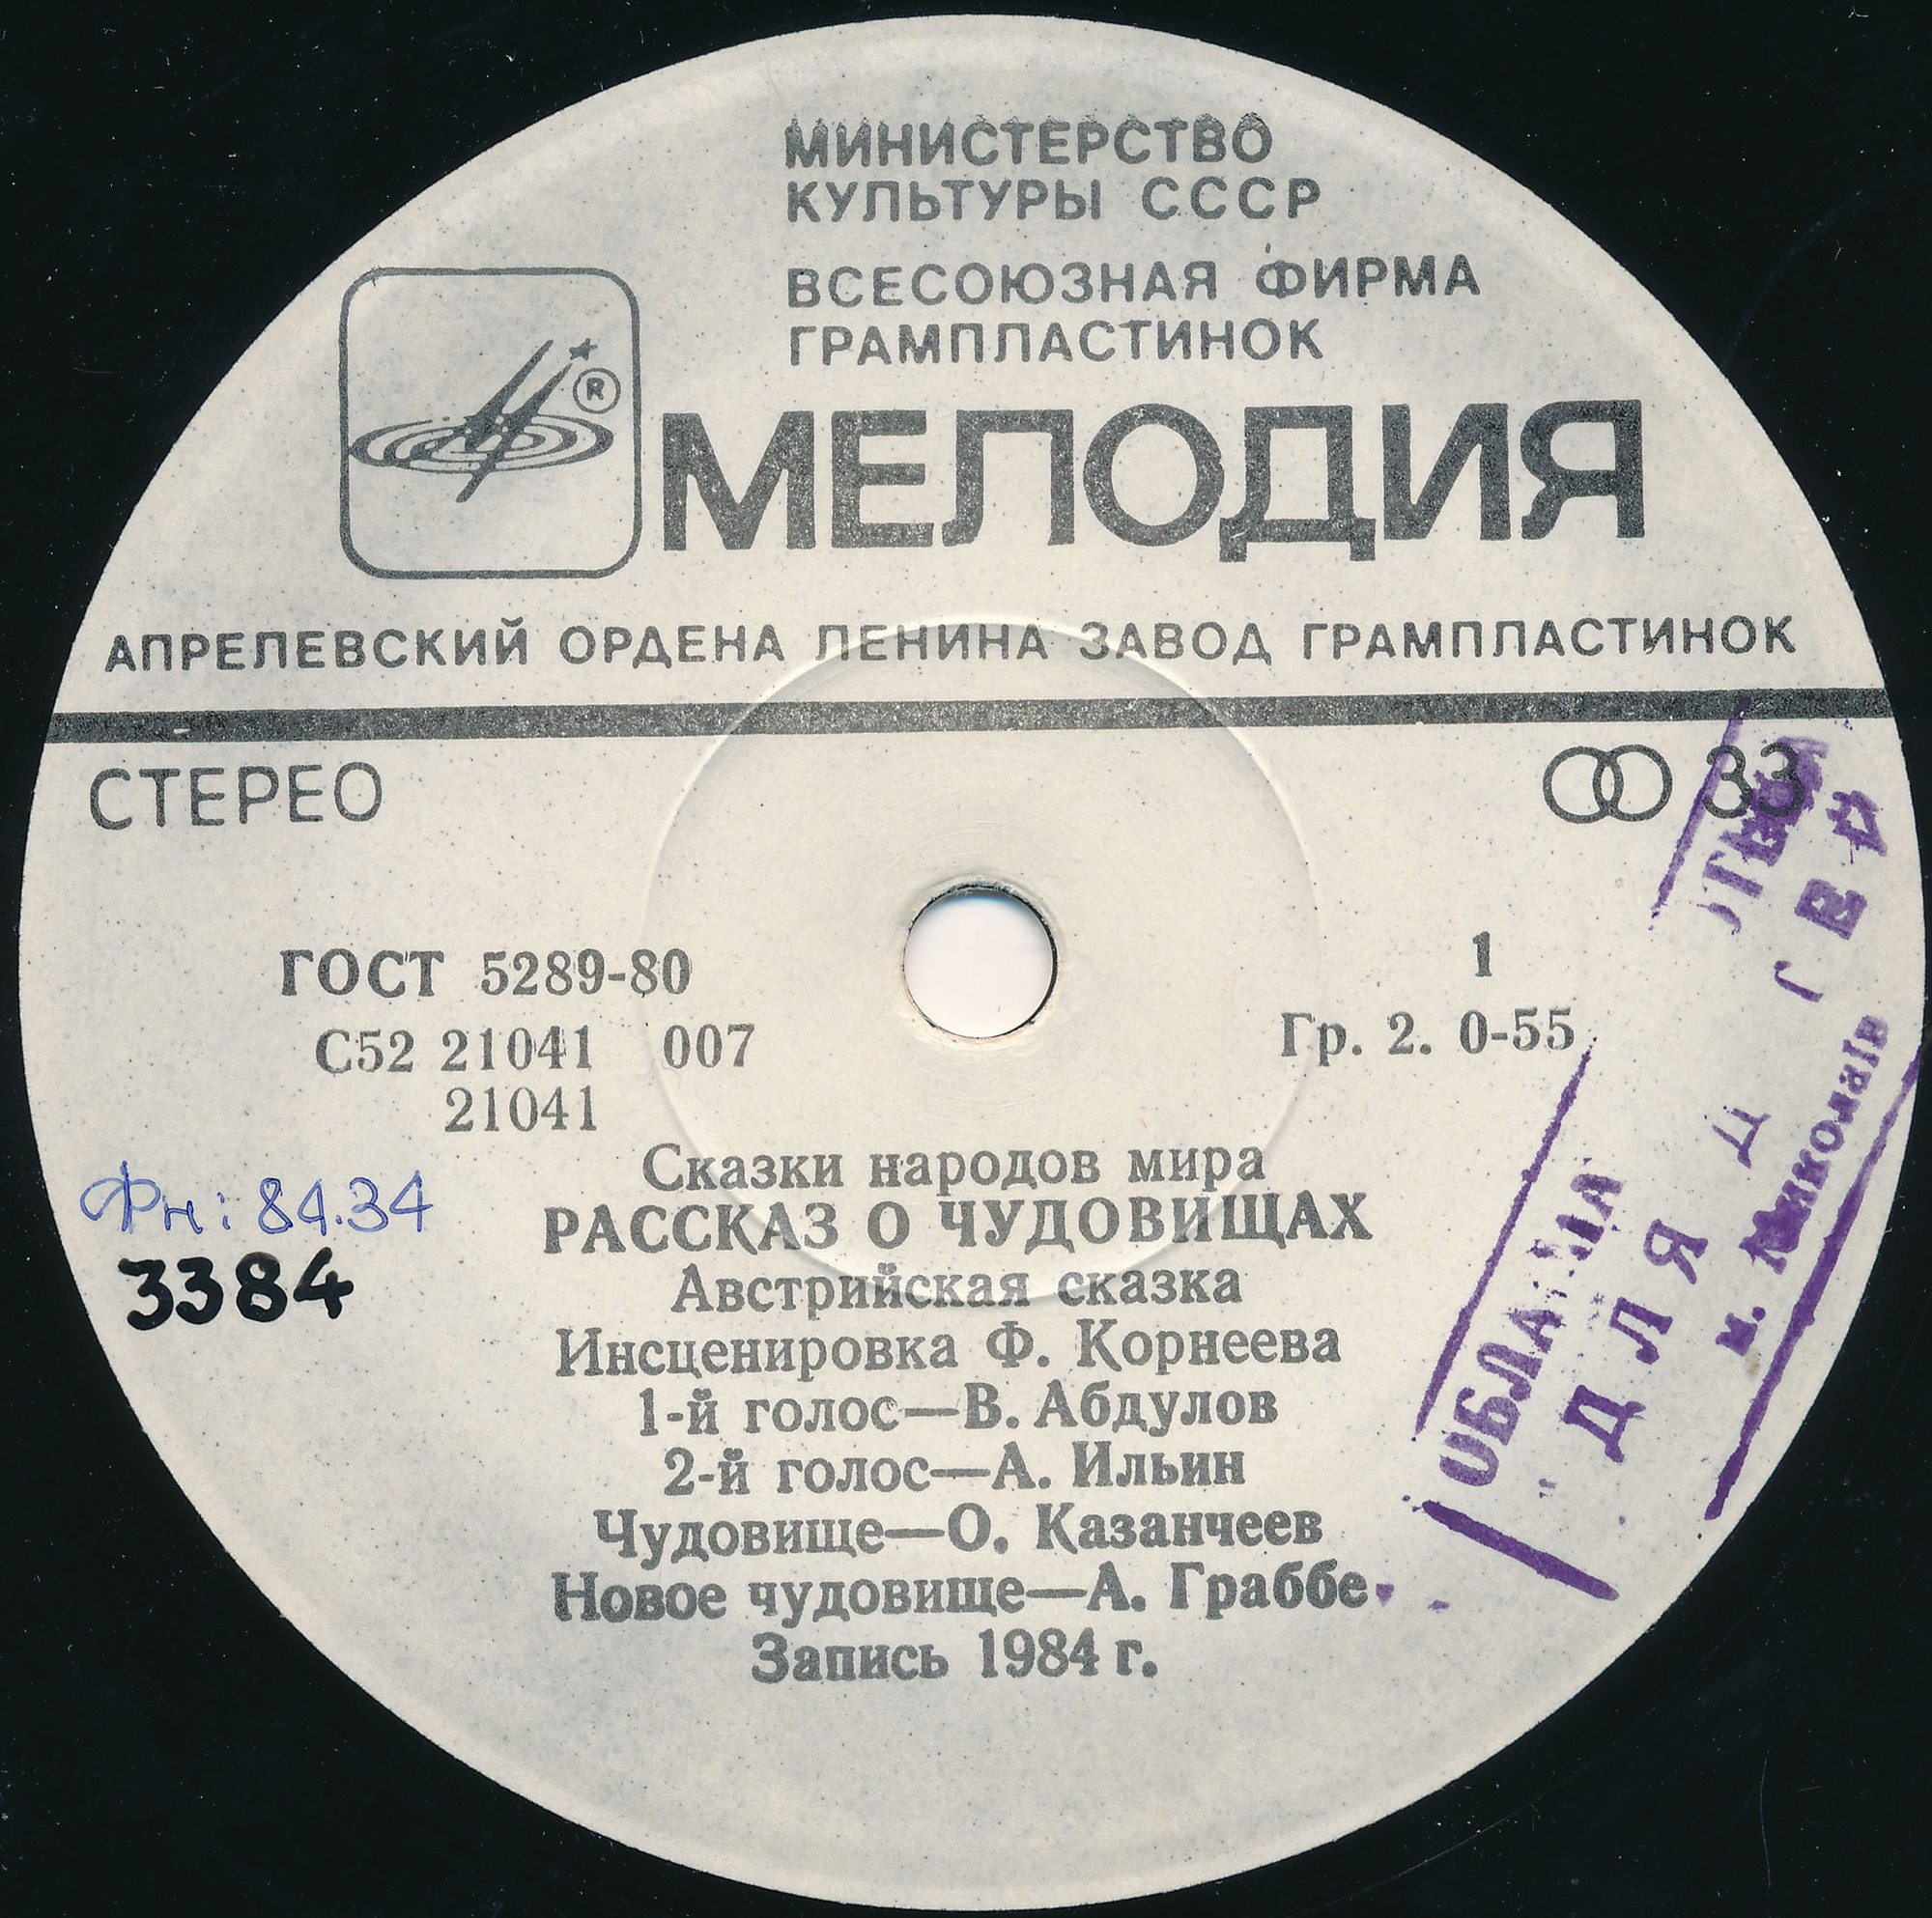 МИНИСТЕРСТВО
КУЛЬТУРЫ СССР
ВСЕСОЮЗНАЯ ФИРМА
ГРАМПЛАСТИНОК
®
МЕЛОДИЯ
АПРЕЛЕВСКИЙ ОРДЕНА ЛЕНИНА ЗАВОД ГРАМПЛАСТИНОК
СТЕРЕО
33
ГОСТ 5289-80
1
С52 21041 007
Гр. 2. 0-55
21041
Сказки народов мира
РАССКАЗ О ЧУДОВИЩАХ
Австрийская сказка
Инсценировка Ф. Корнеева
1-й голос—В. Абдулов
2-й голос—А. Ильин
Чудовище—О. Казанчеев
Новое чудовище—А. Граббе
Запись 1984 г.
Фн: 84.34
3384
ДЛЯ
м. Миколаїв